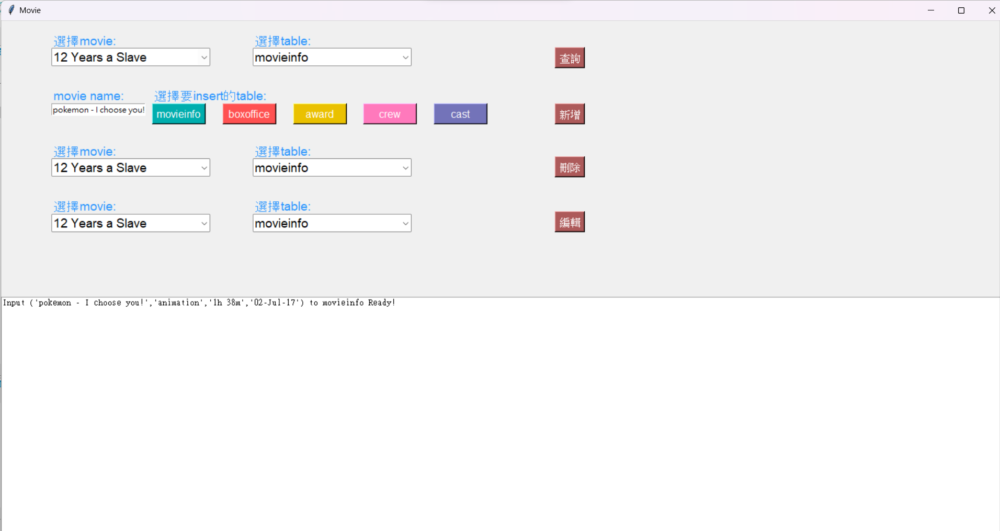 Movie
選擇movie: 選擇table:
12 Years a Slave movieinfo 查詢
movie name: 選擇要insert的table:
pokemon - I choose you! movieinfo boxoffice award crew cast 新增
選擇movie: 選擇table:
12 Years a Slave movieinfo 刪除
選擇movie: 選擇table:
12 Years a Slave movieinfo 編輯
Input ('pokemon - I choose you!','animation','1h 38m','02-Jul-17') to movieinfo Ready!